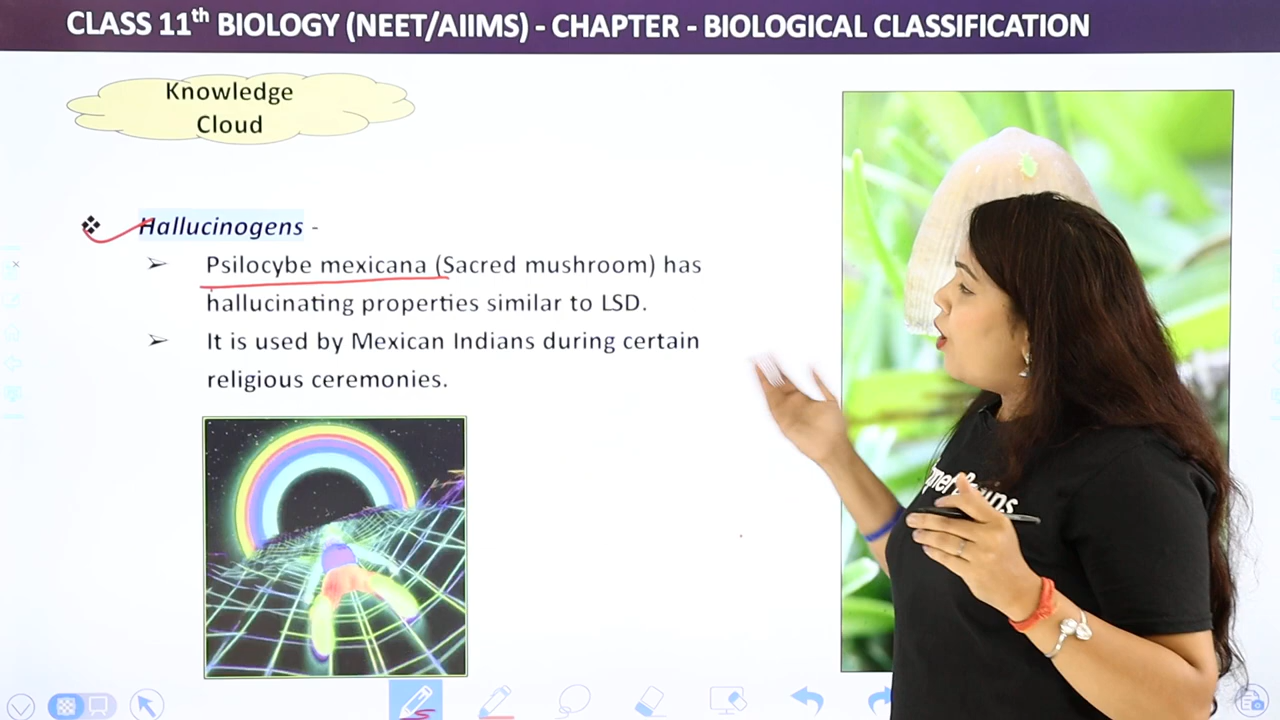 CLASS 11th BIOLOGY (NEET/AIIMS) - CHAPTER - BIOLOGICAL CLASSIFICATION
Knowledge
Cloud
Hallucinogens -
Psilocybe mexicana (Sacred mushroom) has
hallucinating properties similar to LSD.
It is used by Mexican Indians during certain
religious ceremonies.